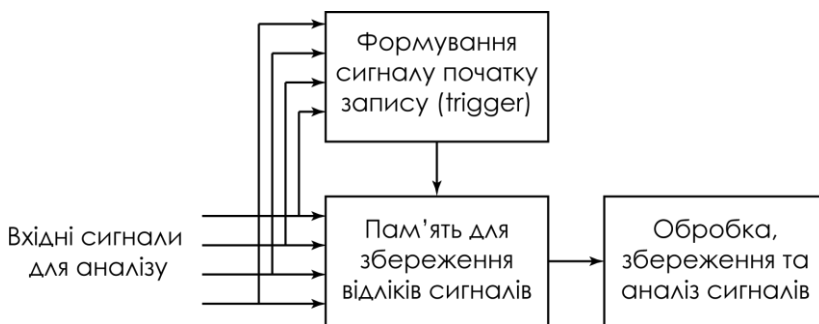 Формування
сигналу початку
запису (trigger)
Вхідні сигнали
для аналізу
Пам’ять для
збереження
відліків сигналів
Обробка,
збереження та
аналіз сигналів